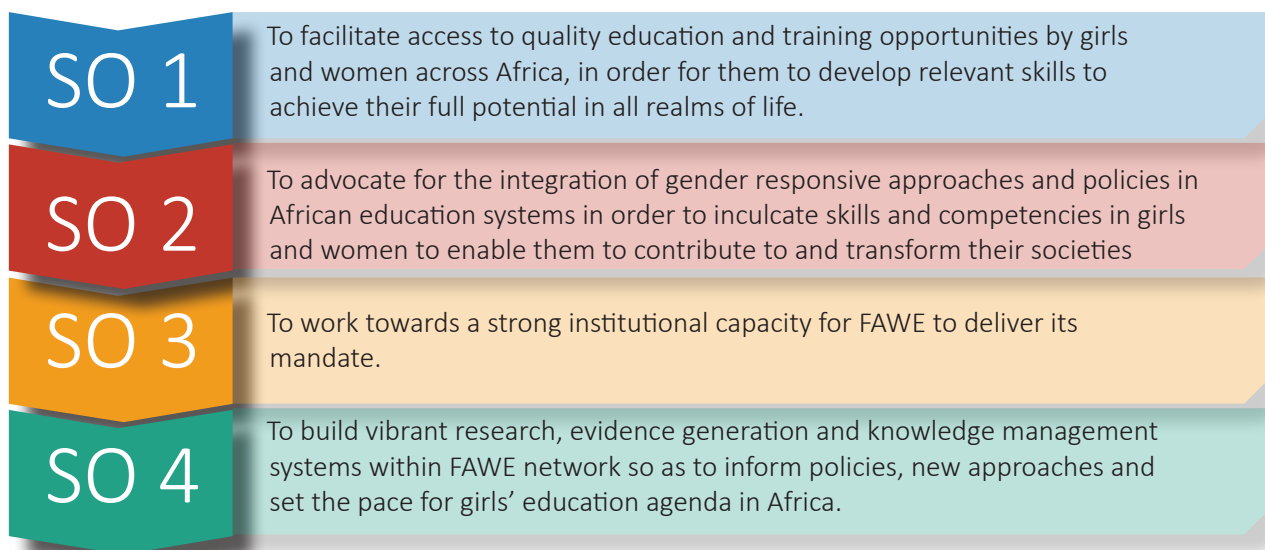 SO 1
To facilitate access to quality education and training opportunities by girls
and women across Africa, in order for them to develop relevant skills to
achieve their full potential in all realms of life.
SO 2
To advocate for the integration of gender responsive approaches and policies in
African education systems in order to inculcate skills and competencies in girls
and women to enable them to contribute to and transform their societies
SO 3
To work towards a strong institutional capacity for FAWE to deliver its
mandate.
SO 4
To build vibrant research, evidence generation and knowledge management
systems within FAWE network so as to inform policies, new approaches and
set the pace for girls’ education agenda in Africa.